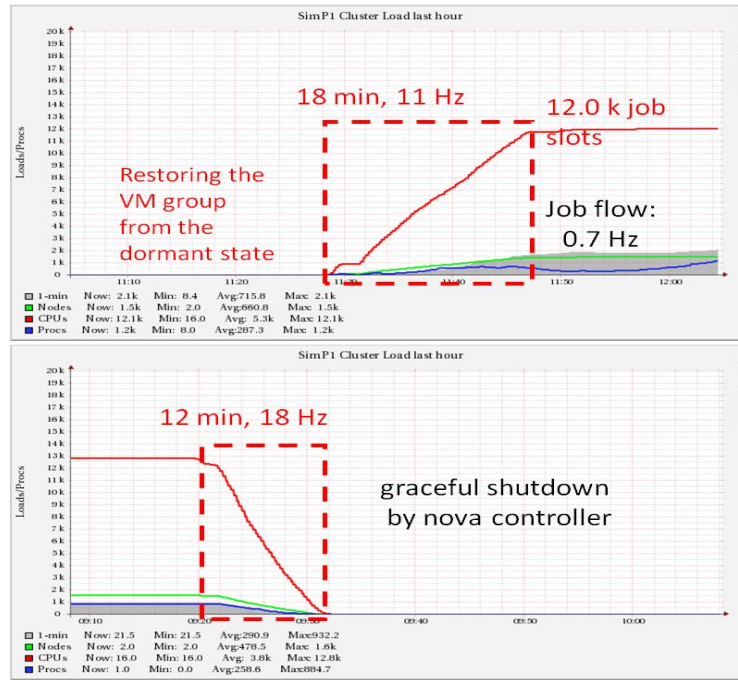 SimP1 Cluster Load last hour
Loads/Procs
20 k
19 k
18 k
17 k
16 k
15 k
14 k
13 k
12 k
11 k
10 k
9 k
8 k
7 k
6 k
5 k
4 k
3 k
2 k
1 k
0
18 min, 11 Hz
12.0 k job
slots
Restoring the
VM group
from the
dormant state
Job flow:
0.7 Hz
11:10 11:20 11:30 11:40 11:50 12:00
1-min Now: 2.1k Min: 8.4 Avg:715.8 Max: 2.1k
Nodes Now: 1.5k Min: 2.0 Avg:660.8 Max: 1.5k
CPUs Now: 12.1k Min: 16.0 Avg: 5.3k Max: 12.1k
Procs Now: 1.2k Min: 8.0 Avg:287.3 Max: 1.2k
SimP1 Cluster Load last hour
Loads/Procs
20 k
19 k
18 k
17 k
16 k
15 k
14 k
13 k
12 k
11 k
10 k
9 k
8 k
7 k
6 k
5 k
4 k
3 k
2 k
1 k
0
12 min, 18 Hz
graceful shutdown
by nova controller
09:10 09:20 09:30 09:40 09:50 10:00
1-min Now: 21.5 Min: 21.5 Avg:290.9 Max:932.2
Nodes Now: 2.0 Min: 2.0 Avg:478.5 Max: 1.6k
CPUs Now: 16.0 Min: 16.0 Avg: 3.8k Max: 12.8k
Procs Now: 1.0 Min: 0.0 Avg:258.6 Max:884.7